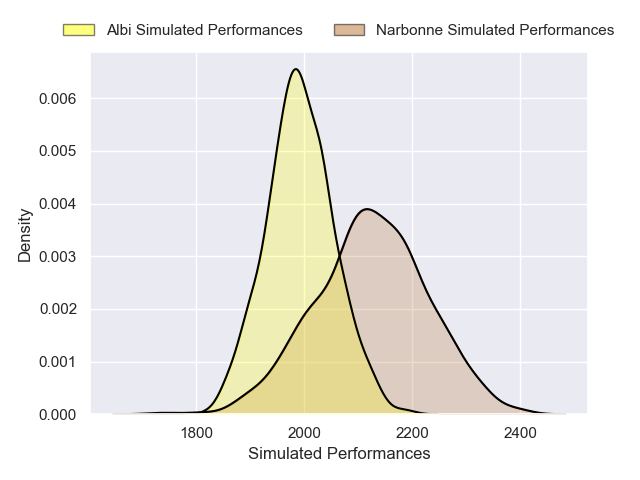 Albi Simulated Performances Narbonne Simulated Performances
0.006
0.005
0.004
0.003
0.002
0.001
0.000
Density
1800 2000 2200 2400
Simulated Performances